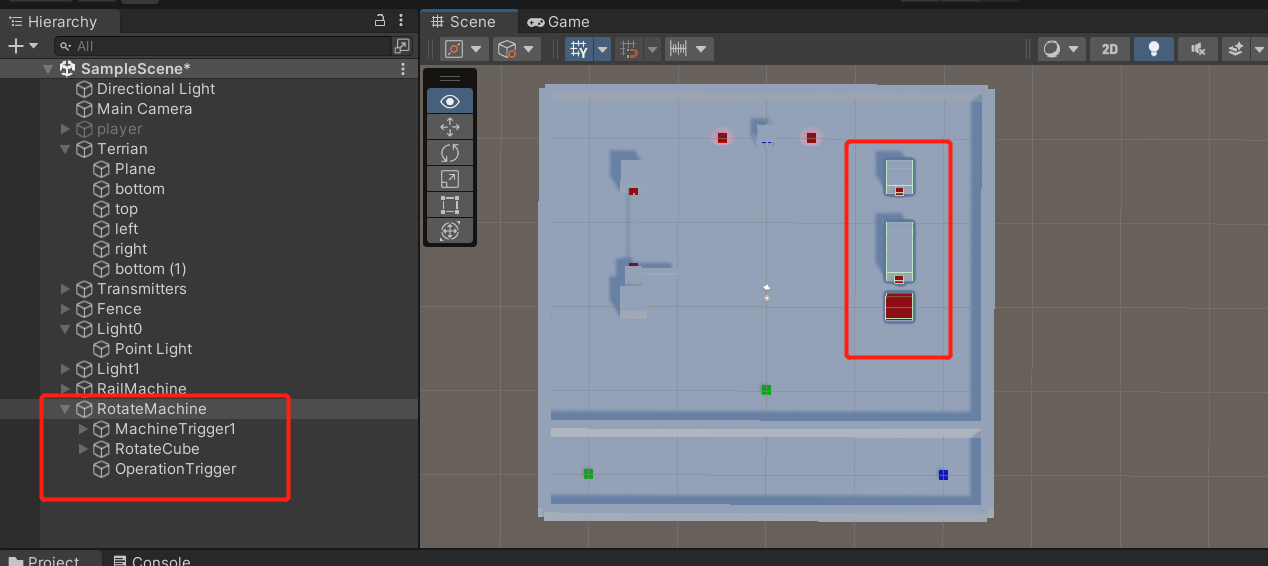 Hierarchy
All
SampleScene*
Directional Light
Main Camera
player
Terrian
Plane
bottom
top
left
right
bottom (1)
Transmitters
Fence
Light0
Point Light
Light1
RailMachine
RotateMachine
MachineTrigger1
RotateCube
OperationTrigger
Scene
Game
Y
2D
Project
Console